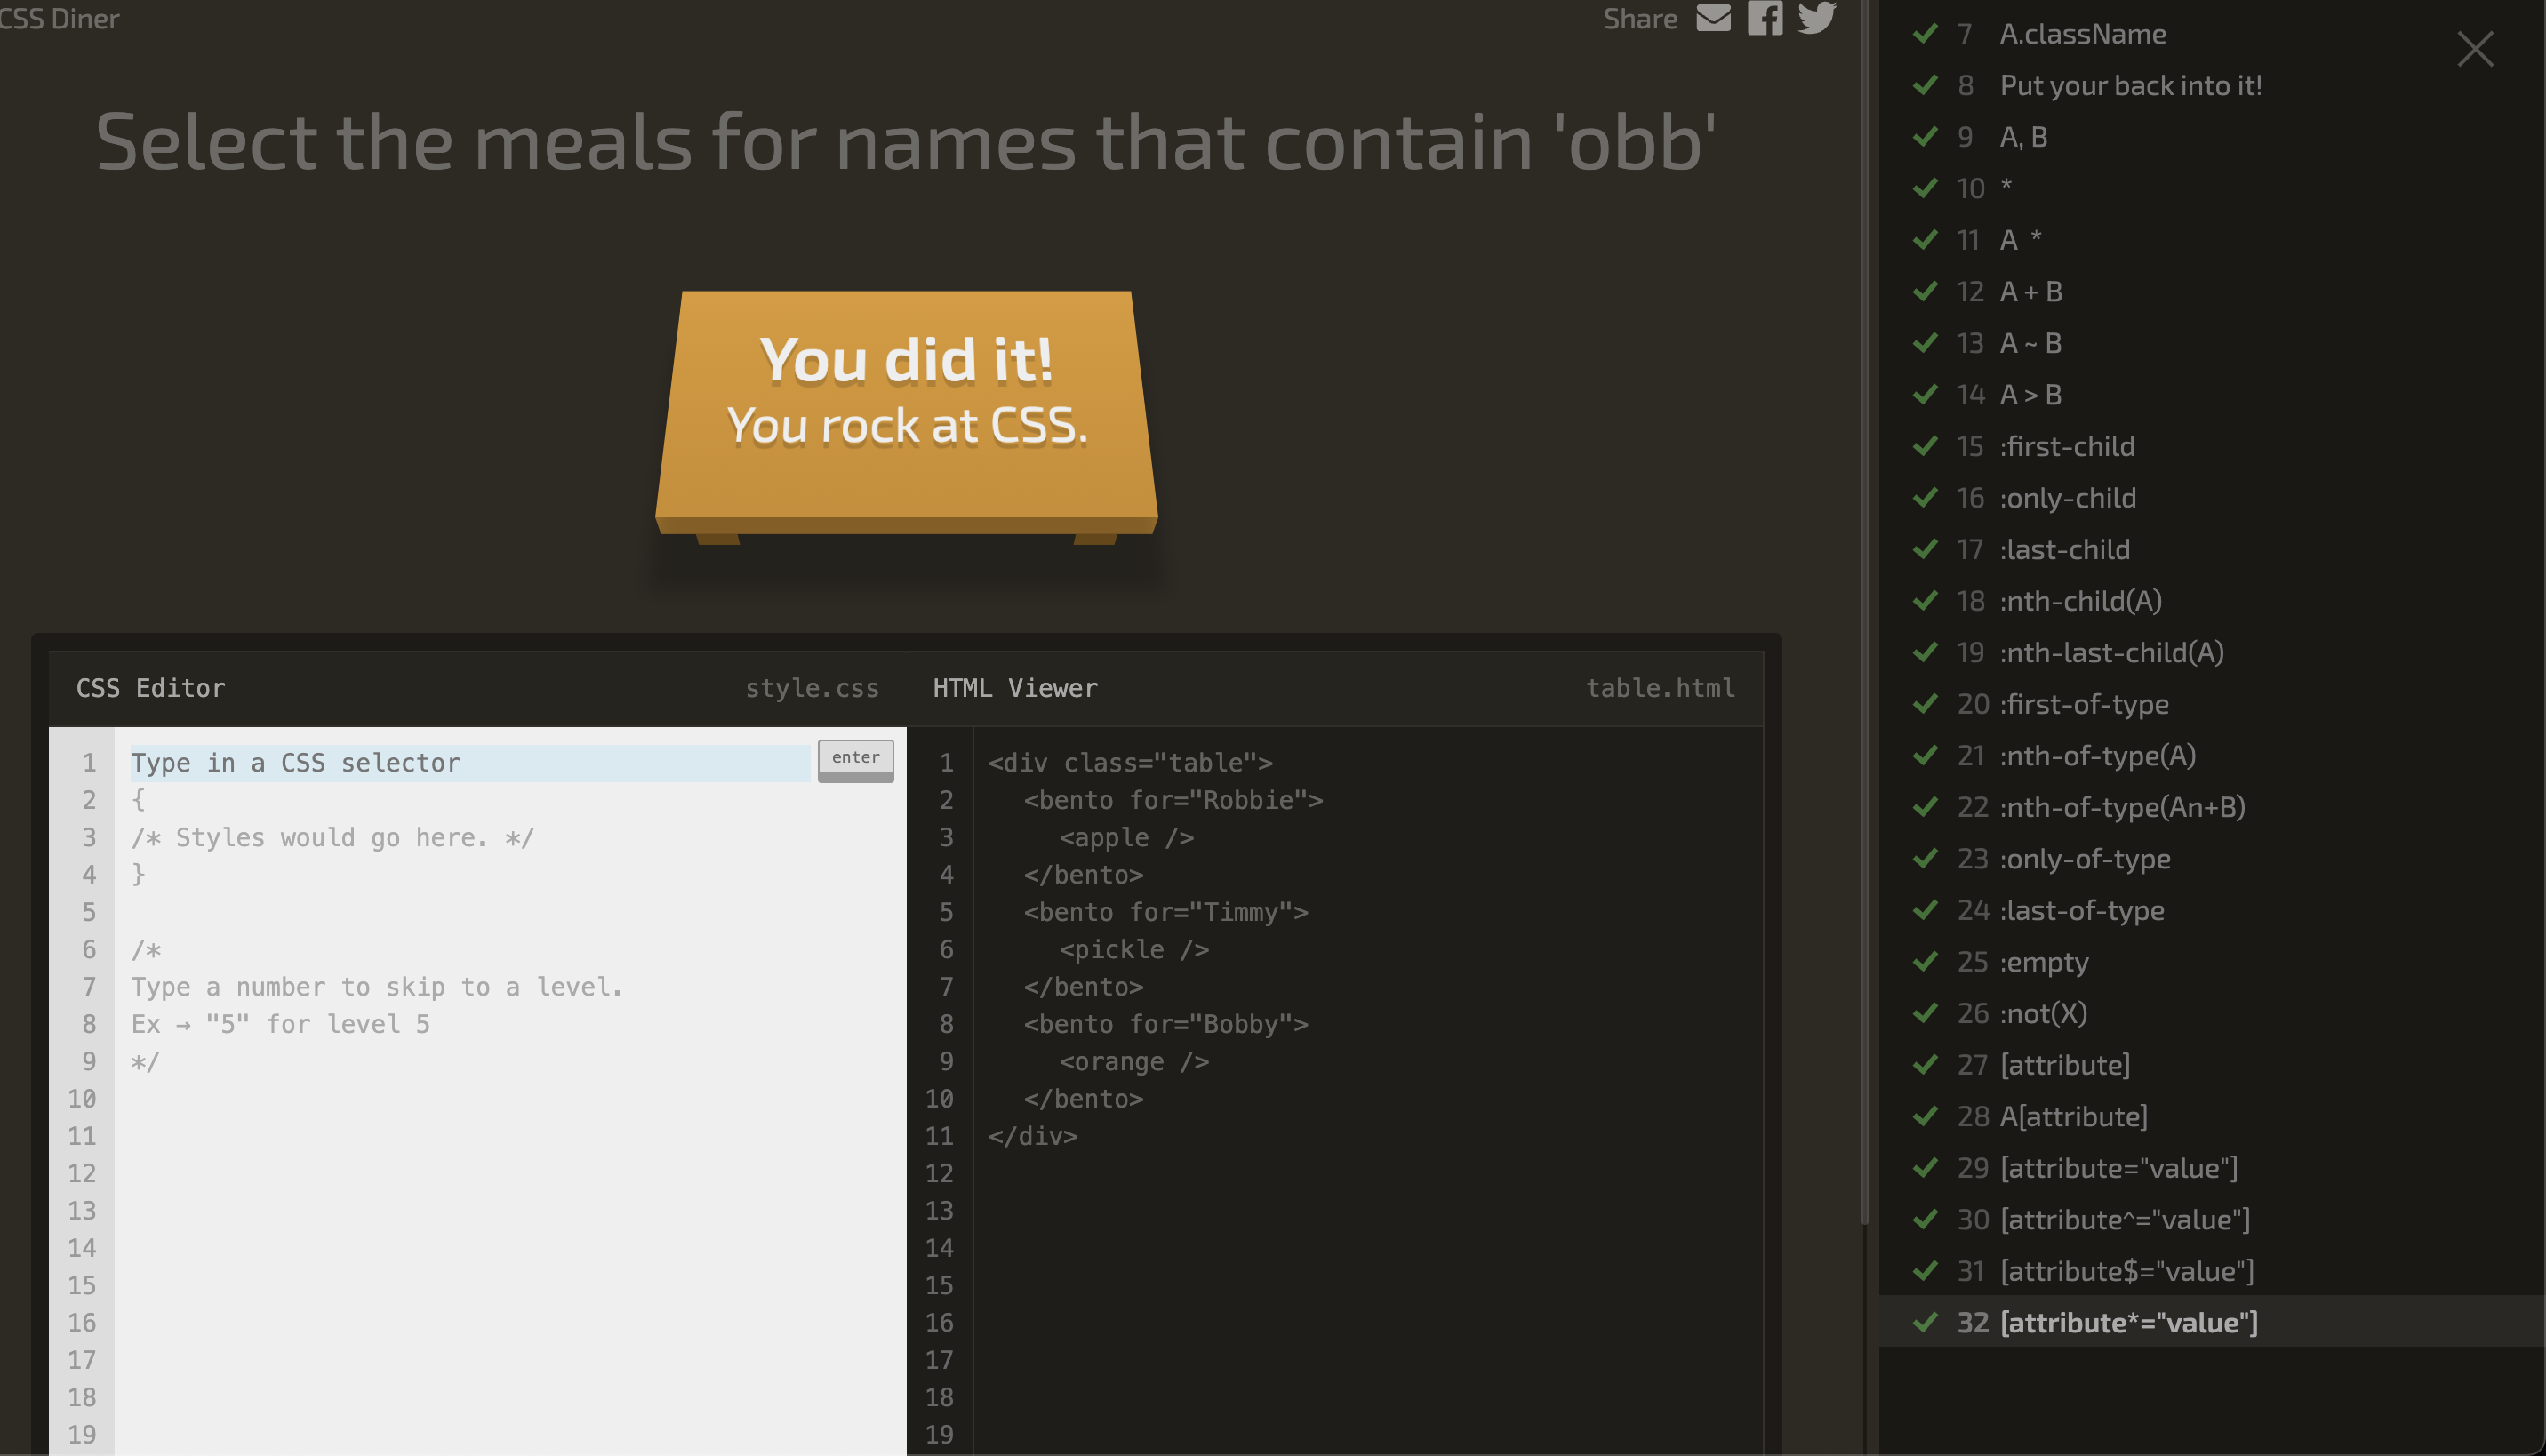 CSS Diner
Share
Select the meals for names that contain 'obb'
You did it!
You rock at CSS.
CSS Editor
style.css
1 Type in a CSS selector
enter
2 {
3 /* Styles would go here. */
4 }
5
6 /*
7 Type a number to skip to a level.
8 Ex → "5" for level 5
9 */
10
11
12
13
14
15
16
17
18
19
HTML Viewer
table.html
1 <div class="table">
2 <bento for="Robbie">
3 <apple />
4 </bento>
5 <bento for="Timmy">
6 <pickle />
7 </bento>
8 <bento for="Bobby">
9 <orange />
10 </bento>
11 </div>
12
13
14
15
16
17
18
19
7 A.className
8 Put your back into it!
9 A, B
10 *
11 A *
12 A + B
13 A ~ B
14 A > B
15 :first-child
16 :only-child
17 :last-child
18 :nth-child(A)
19 :nth-last-child(A)
20 :first-of-type
21 :nth-of-type(A)
22 :nth-of-type(An+B)
23 :only-of-type
24 :last-of-type
25 :empty
26 :not(X)
27 [attribute]
28 A[attribute]
29 [attribute="value"]
30 [attribute^="value"]
31 [attribute$="value"]
32 [attribute*="value"]